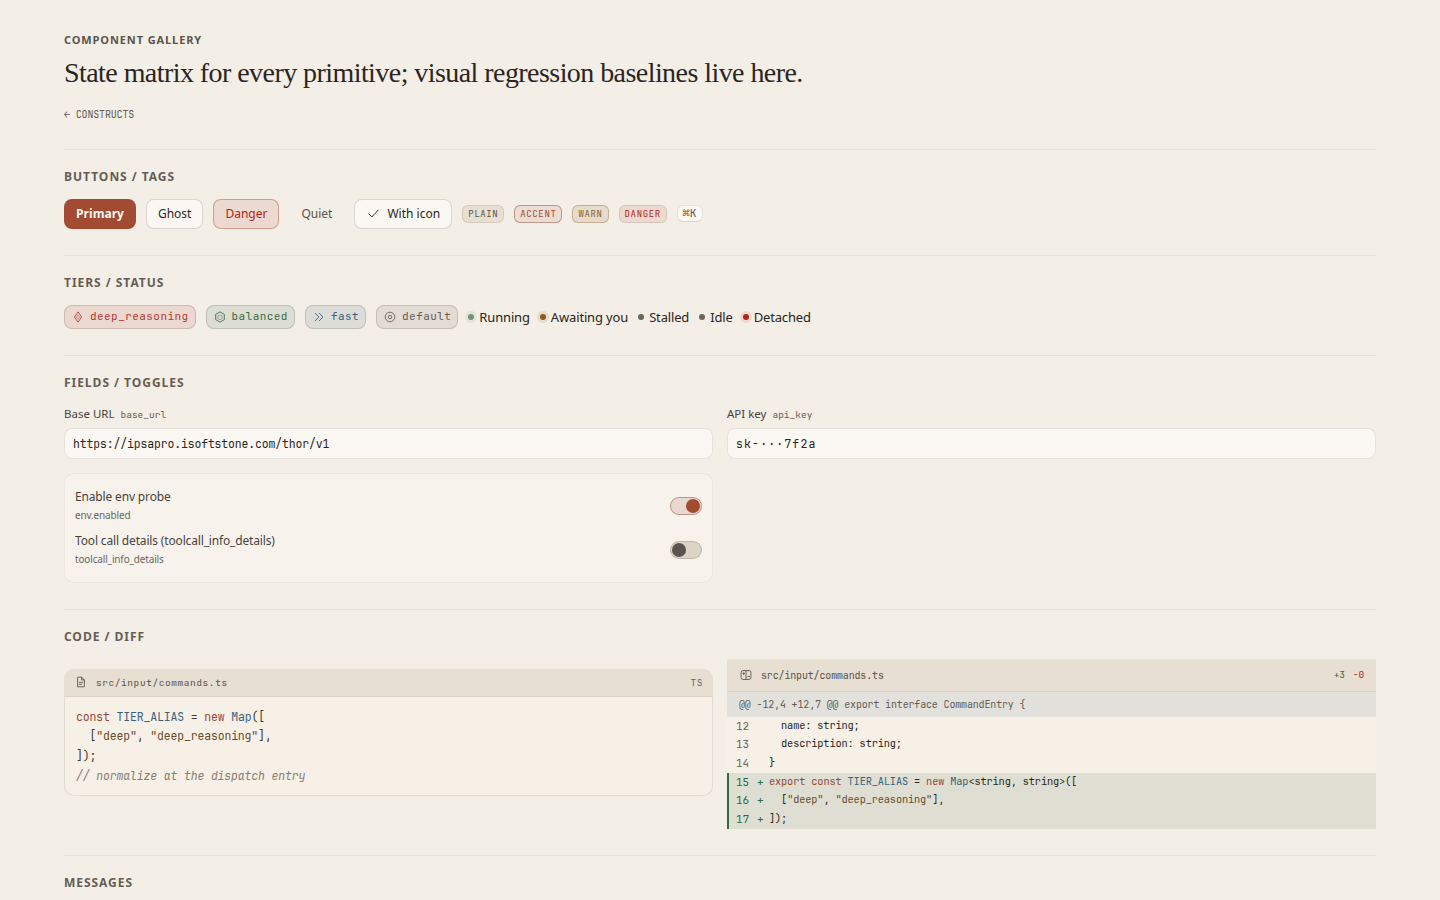 COMPONENT GALLERY
State matrix for every primitive; visual regression baselines live here.
← CONSTRUCTS
BUTTONS / TAGS
Primary Ghost Danger Quiet With icon PLAIN ACCENT WARN DANGER ⌘K
TIERS / STATUS
deep_reasoning balanced fast default Running Awaiting you Stalled Idle Detached
FIELDS / TOGGLES
Base URL base_url
https://ipsapro.isoftstone.com/thor/v1
API key api_key
sk-···7f2a
Enable env probe
env.enabled
Tool call details (toolcall_info_details)
toolcall_info_details
CODE / DIFF
src/input/commands.ts TS
const TIER_ALIAS = new Map([
["deep", "deep_reasoning"],
]);
// normalize at the dispatch entry
src/input/commands.ts +3 -0
@@ -12,4 +12,7 @@ export interface CommandEntry {
12 name: string;
13 description: string;
14 }
15 + export const TIER_ALIAS = new Map<string, string>([
16 + ["deep", "deep_reasoning"],
17 + ]);
MESSAGES